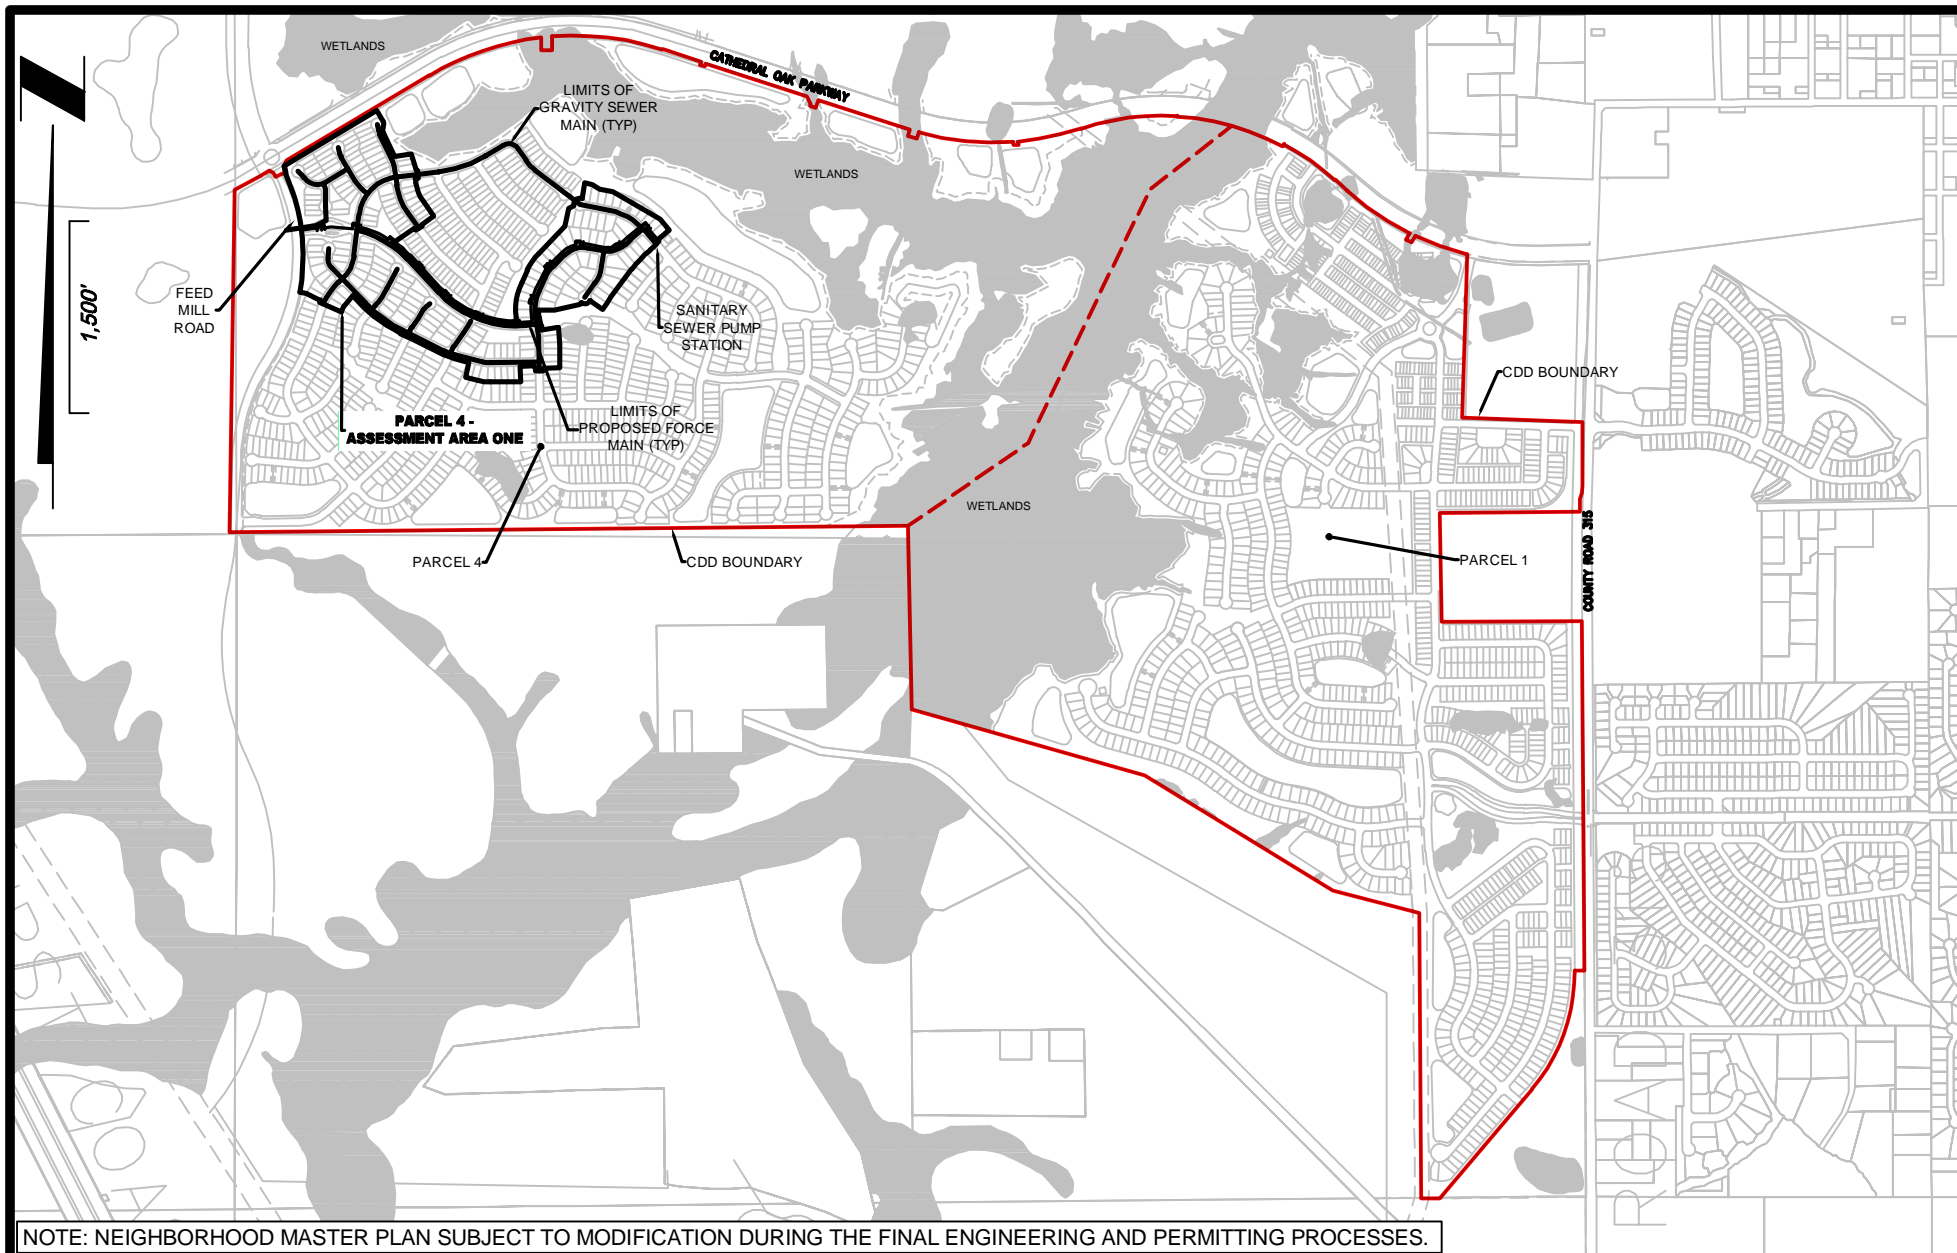 WETLANDS
CATHEDRAL OAK PARKWAY
LIMITS OF
GRAVITY SEWER
MAIN (TYP)
WETLANDS
1,500'
FEED
MILL
ROAD
SANITARY
SEWER PUMP
STATION
CDD BOUNDARY
PARCEL 4 -
ASSESSMENT AREA ONE
LIMITS OF
PROPOSED FORCE
MAIN (TYP)
WETLANDS
COUNTY ROAD 315
PARCEL 4
CDD BOUNDARY
PARCEL 1
NOTE: NEIGHBORHOOD MASTER PLAN SUBJECT TO MODIFICATION DURING THE FINAL ENGINEERING AND PERMITTING PROCESSES.